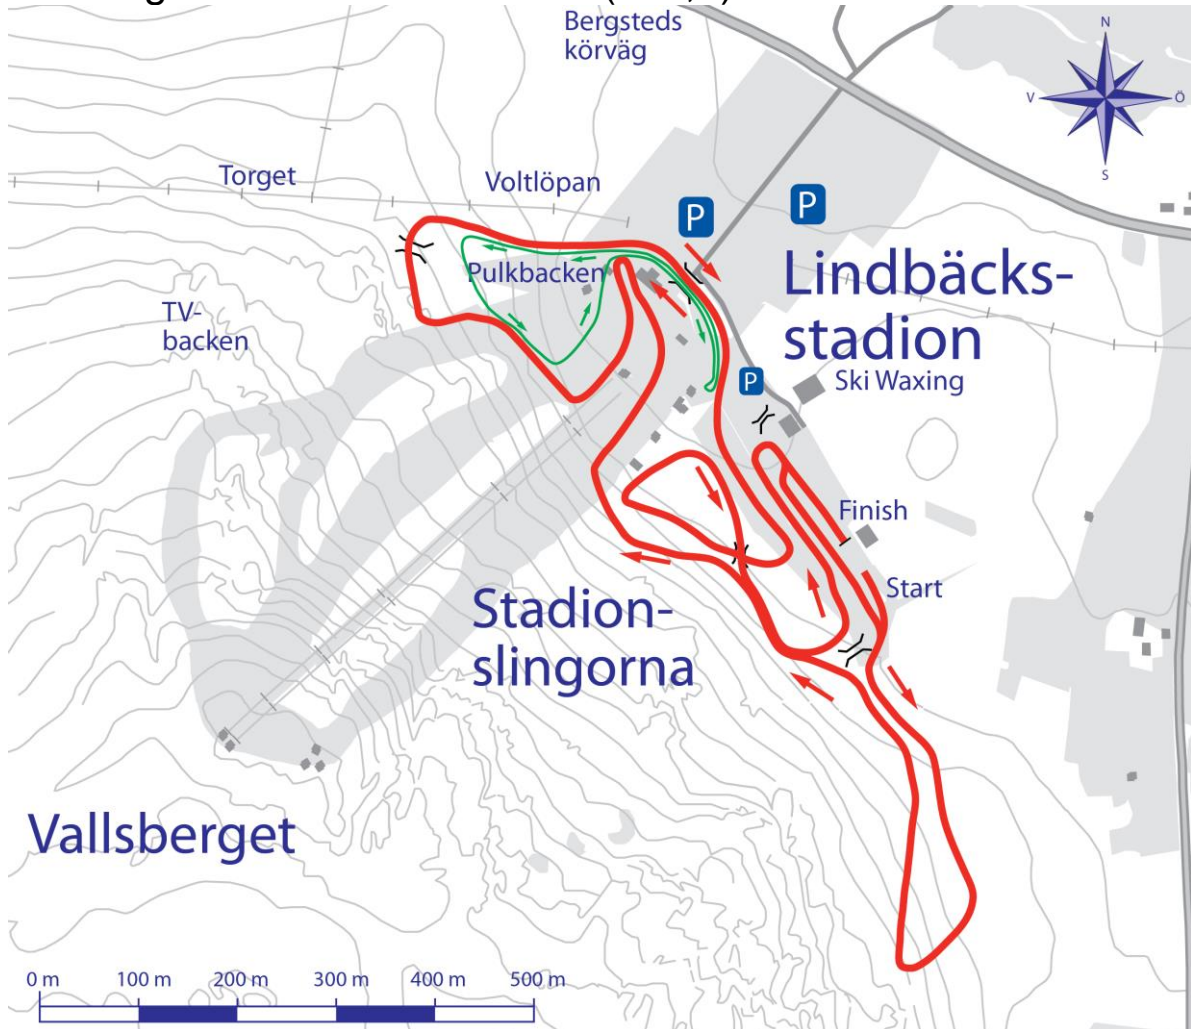 Bergsteds
körväg
N
V
Ö
S
Torget
Voltlöpan
P
P
Lindbäcks-
stadion
Pulkbacken
TV-
backen
P
Ski Waxing
Finish
Start
Stadion-
slingorna
Vallsberget
0 m 100 m 200 m 300 m 400 m 500 m